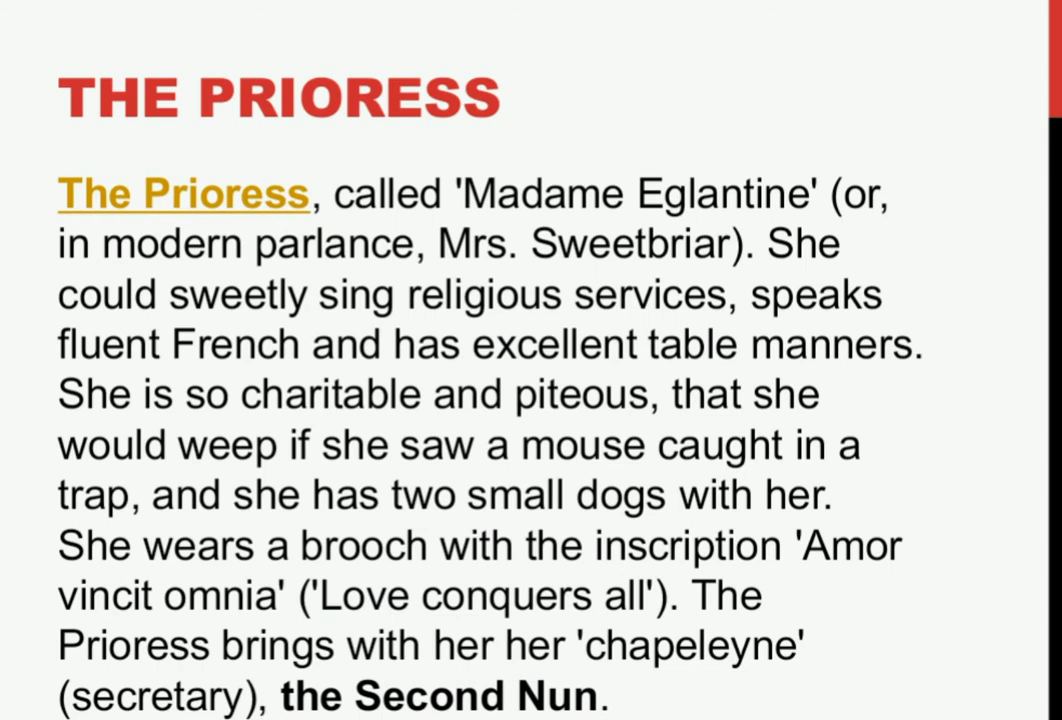 THE PRIORESS
The Prioress, called 'Madame Eglantine' (or,
in modern parlance, Mrs. Sweetbriar). She
could sweetly sing religious services, speaks
fluent French and has excellent table manners.
She is so charitable and piteous, that she
would weep if she saw a mouse caught in a
trap, and she has two small dogs with her.
She wears a brooch with the inscription 'Amor
vincit omnia' ('Love conquers all'). The
Prioress brings with her her 'chapeleyne'
(secretary), the Second Nun.